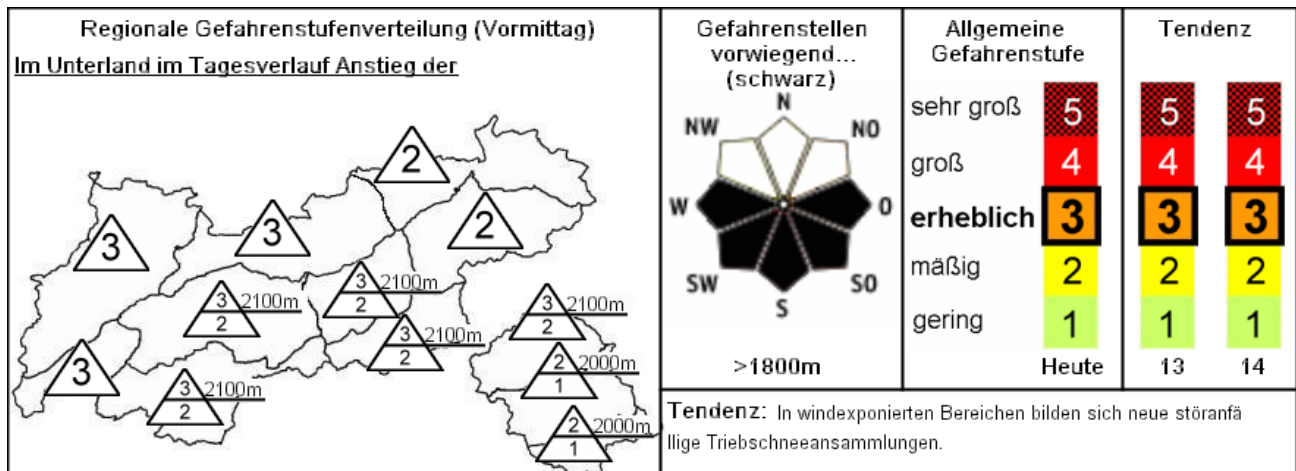 Regionale Gefahrenstufenverteilung (Vormittag)
Im Unterland im Tagesverlauf Anstieg der
2
3
3
2
3
2100m
2
3
2100m
2
3
2100m
2
3
2100m
2
3
2
2000m
1
3
2100m
2
2
2000m
1
Gefahrenstellen
vorwiegend...
(schwarz)
N
NW
NO
W
O
SW
SO
S
>1800m
Allgemeine
Gefahrenstufe
sehr groß
5
groß
4
erheblich
3
mäßig
2
gering
1
Heute
Tendenz
5 5
4 4
3 3
2 2
1 1
13 14
Tendenz: In windexponierten Bereichen bilden sich neue störanfä
llige Triebschneeansammlungen.